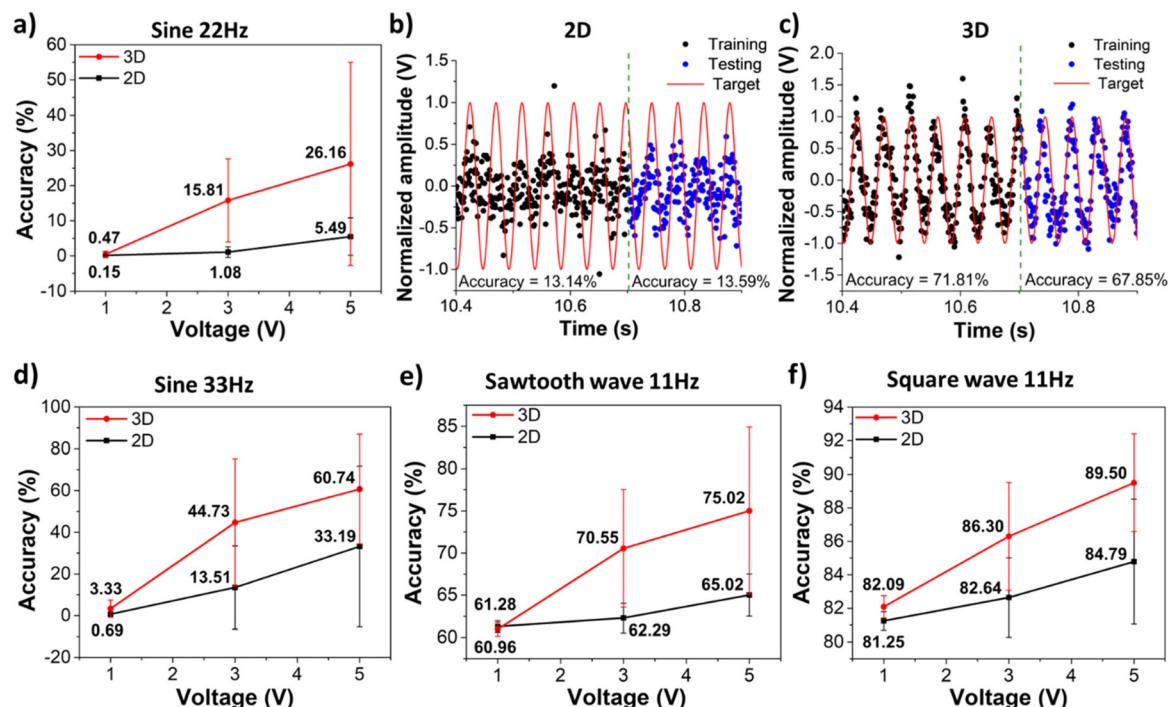 a)
Sine 22Hz
3D
2D
Accuracy (%)
60
50
40
30
20
10
0
-10
0.47
0.15
15.81
1.08
26.16
5.49
1 2 3 4 5
Voltage (V)
b)
2D
Training
Testing
Target
Normalized amplitude (V)
1.5
1.0
0.5
0.0
-0.5
-1.0
Accuracy = 13.14%
Accuracy = 13.59%
10.4 10.6 10.8
Time (s)
c)
3D
Training
Testing
Target
Normalized amplitude (V)
2.0
1.5
1.0
0.5
0.0
-0.5
-1.0
-1.5
Accuracy = 71.81%
Accuracy = 67.85%
10.4 10.6 10.8
Time (s)
d)
Sine 33Hz
3D
2D
Accuracy (%)
100
80
60
40
20
0
-20
3.33
0.69
44.73
13.51
60.74
33.19
1 2 3 4 5
Voltage (V)
e)
Sawtooth wave 11Hz
3D
2D
Accuracy (%)
85
80
75
70
65
60
61.28
60.96
70.55
62.29
75.02
65.02
0 1 2 3 4 5
Voltage (V)
f)
Square wave 11Hz
3D
2D
Accuracy (%)
94
92
90
88
86
84
82
80
82.09
81.25
86.30
82.64
89.50
84.79
1 2 3 4 5
Voltage (V)